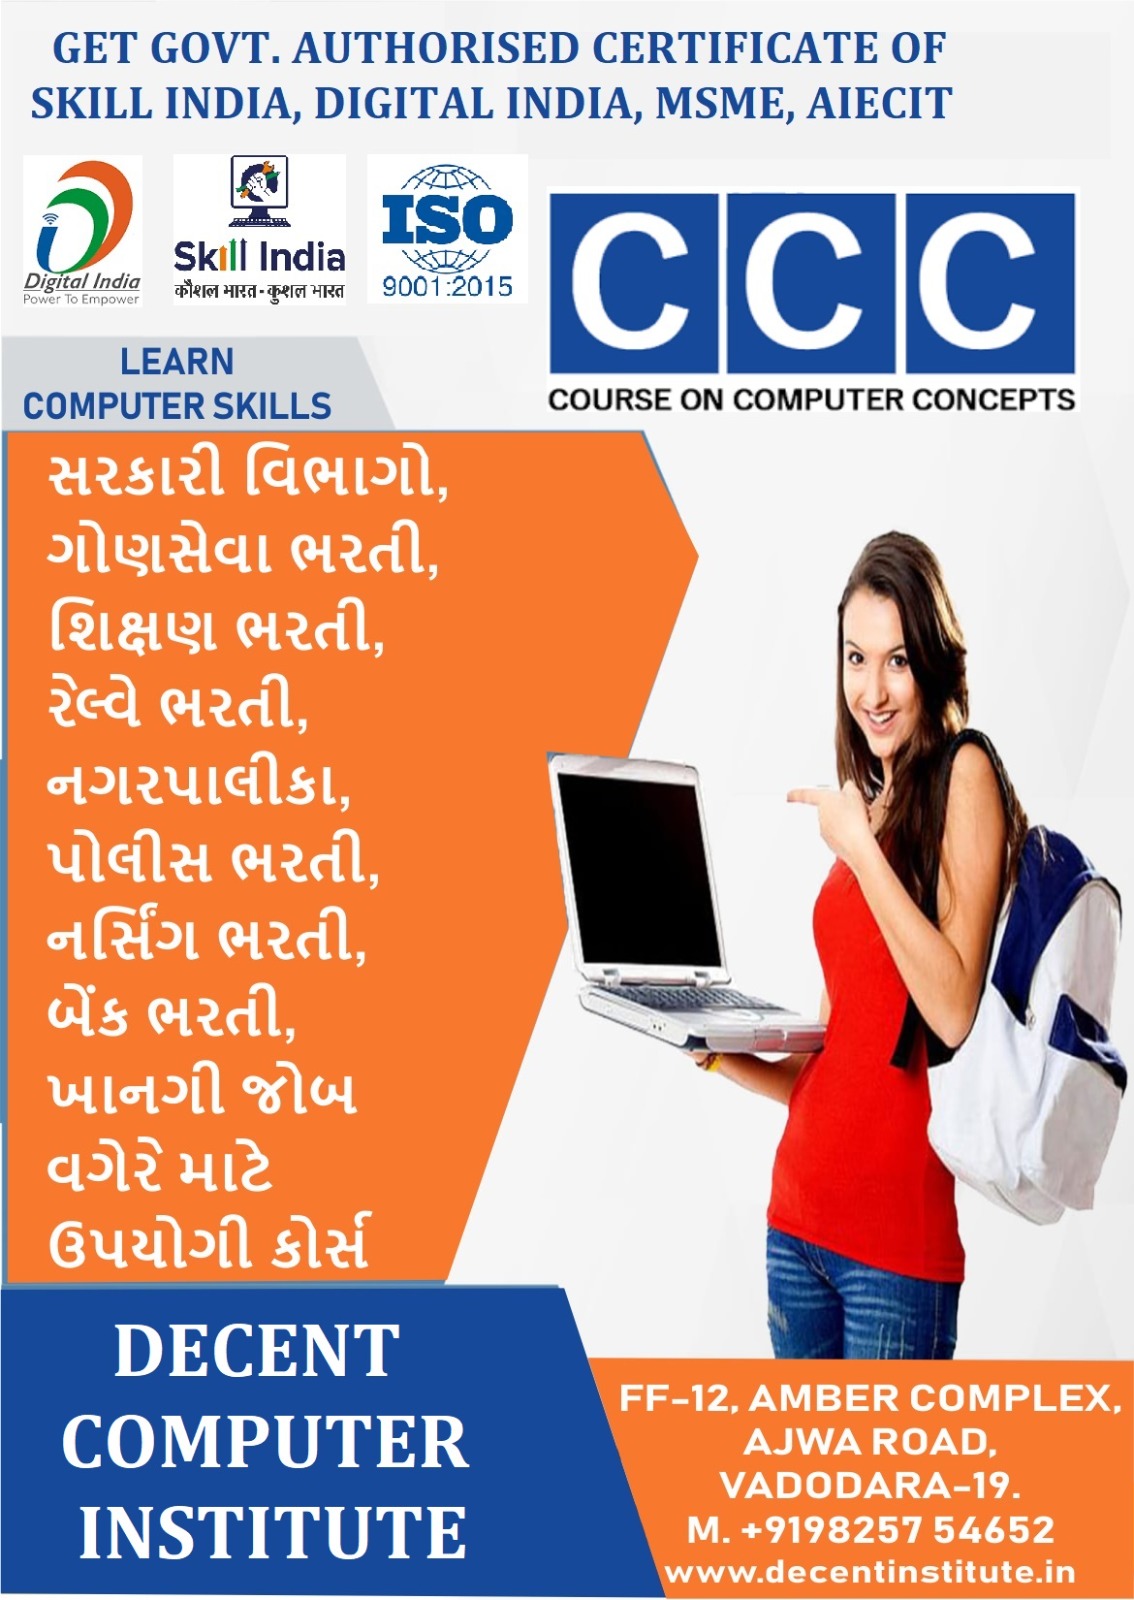 GET GOVT. AUTHORISED CERTIFICATE OF
SKILL INDIA, DIGITAL INDIA, MSME, AIECIT
Digital India
Power To Empower
Skill India
कौशल भारत - कुशल भारत
ISO
9001:2015
CCC
COURSE ON COMPUTER CONCEPTS
LEARN
COMPUTER SKILLS
સરકારી વિભાગો,
ગોણસેવા ભરતી,
શિક્ષણ ભરતી,
રેલ્વે ભરતી,
નગરપાલીકા,
પોલીસ ભરતી,
નર્સિંગ ભરતી,
બેંક ભરતી,
ખાનગી જોબ
વગેરે માટે
ઉપયોગી કોર્સ
DECENT
COMPUTER
INSTITUTE
FF-12, AMBER COMPLEX,
AJWA ROAD,
VADODARA-19.
M. +9198257 54652
www.decentinstitute.in